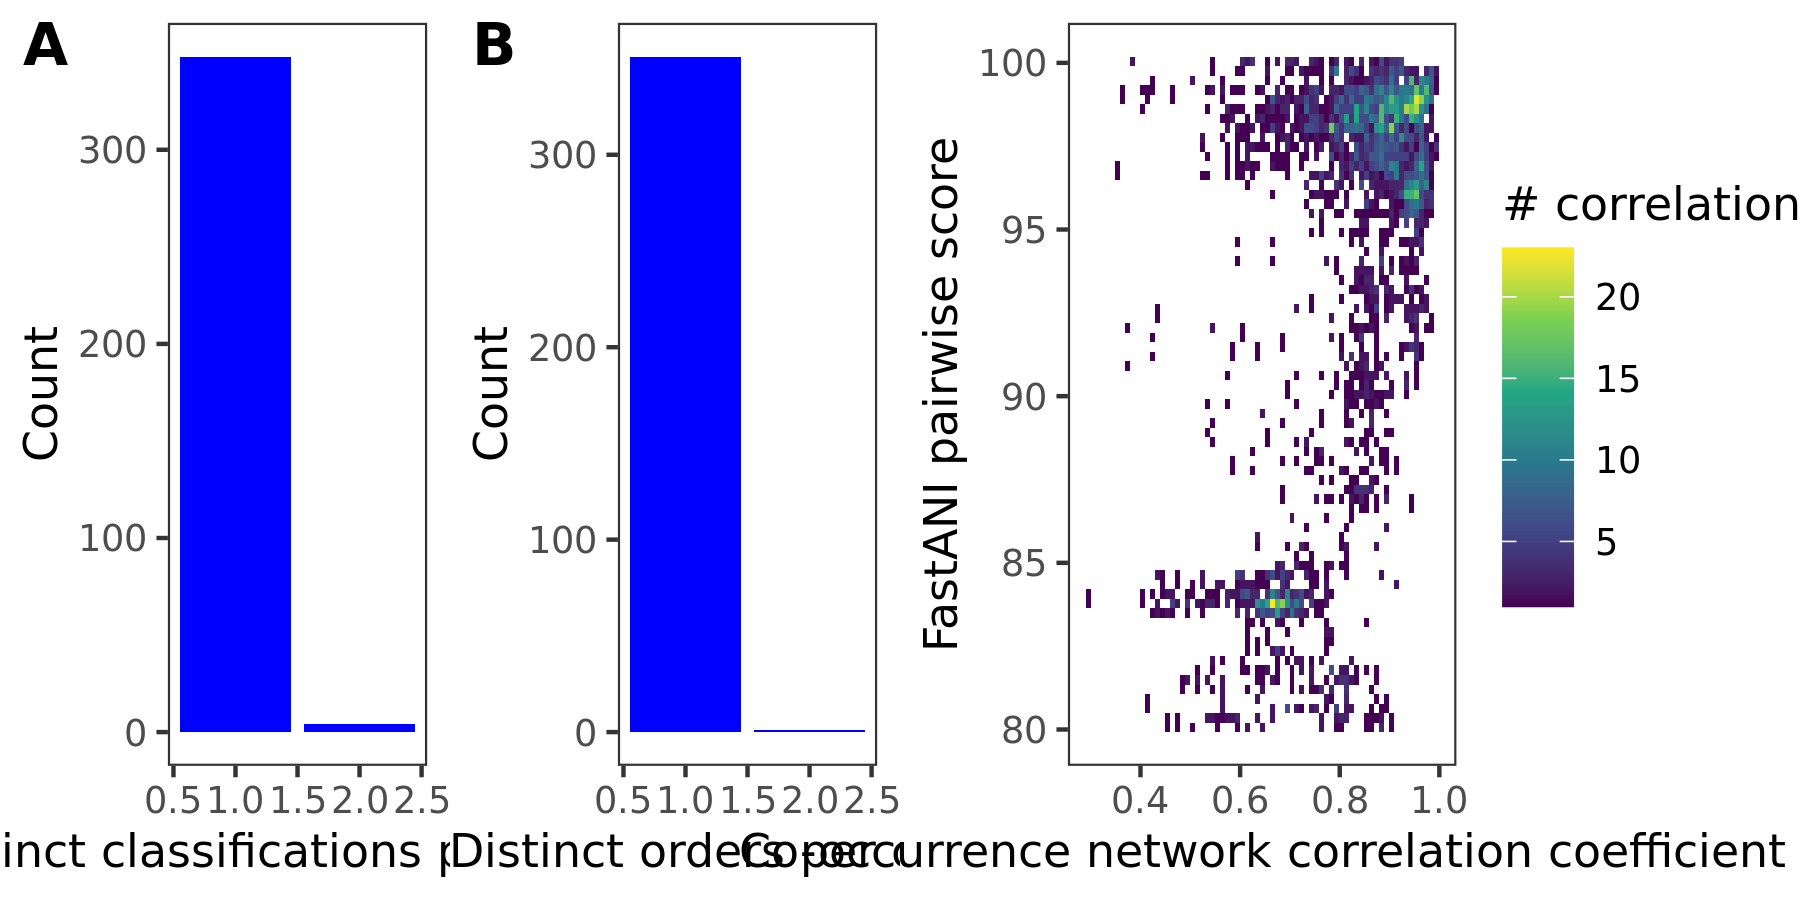 A
B
Count
300
200
100
0
0.5 1.0 1.5 2.0 2.5
inct classifications
Count
300
200
100
0
0.5 1.0 1.5 2.0 2.5
Distinct orders per
FastANI pairwise score
100
95
90
85
80
0.4 0.6 0.8 1.0
Co-occurrence network correlation coefficient
# correlation
20
15
10
5